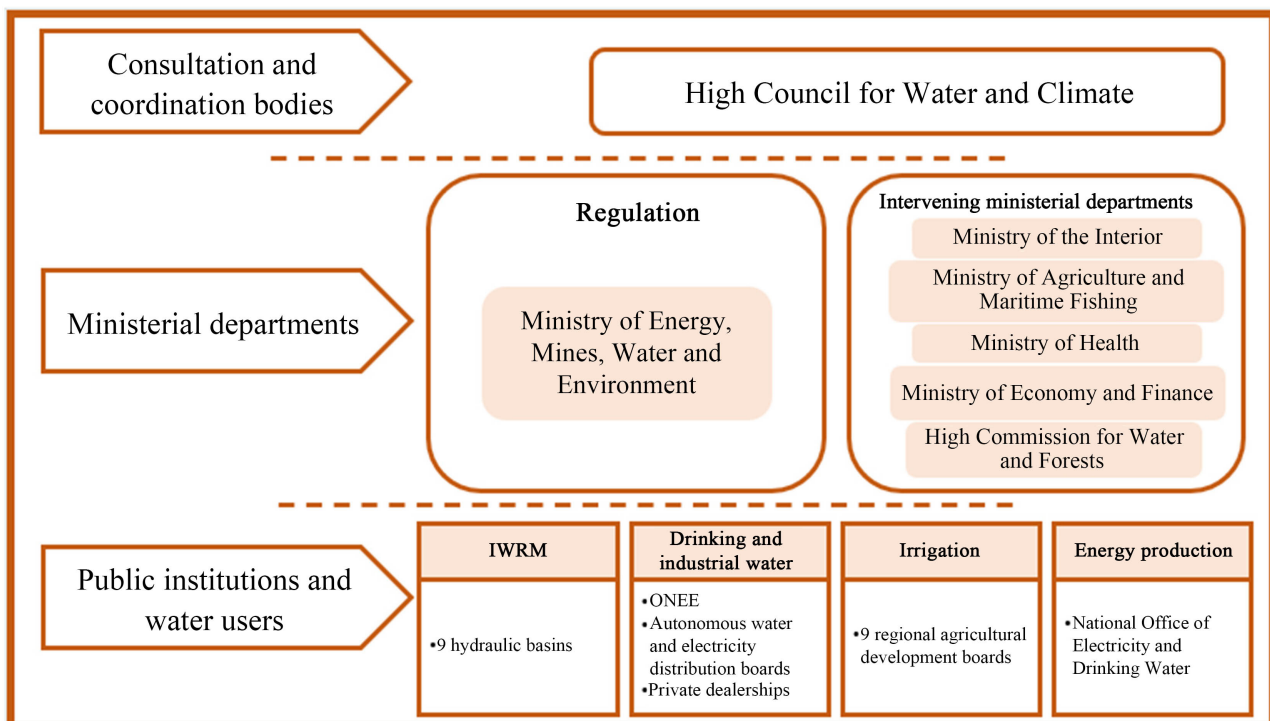 Consultation and
coordination bodies
High Council for Water and Climate
Ministerial departments
Regulation
Ministry of Energy,
Mines, Water and
Environment
Intervening ministerial departments
Ministry of the Interior
Ministry of Agriculture and
Maritime Fishing
Ministry of Health
Ministry of Economy and Finance
High Commission for Water
and Forests
Public institutions and
water users
IWRM
•9 hydraulic basins
Drinking and
industrial water
•ONEE
•Autonomous water
and electricity
distribution boards
•Private dealerships
Irrigation
•9 regional agricultural
development boards
Energy production
•National Office of
Electricity and
Drinking Water